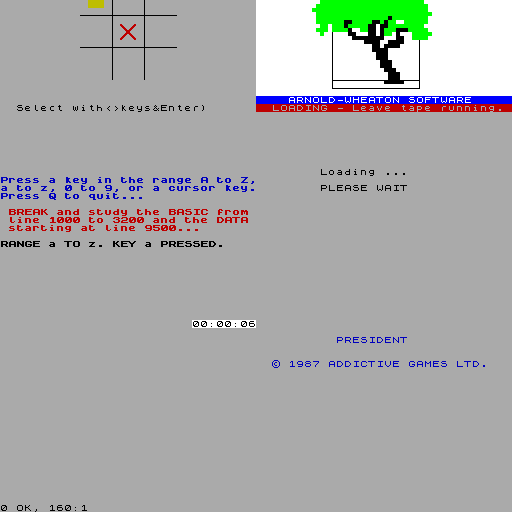 Select with<>keys&Enter)
ARNOLD-WHEATON SOFTWARE
LOADING - Leave tape running.
Press a key in the range A to Z,
a to z, 0 to 9, or a cursor key.
Press Q to quit...
BREAK and study the BASIC from
line 1000 to 3200 and the DATA
starting at line 9500...
RANGE a TO z. KEY a PRESSED.
Loading ...
PLEASE WAIT
00:00:06
0 OK, 160:1
PRESIDENT
© 1987 ADDICTIVE GAMES LTD.